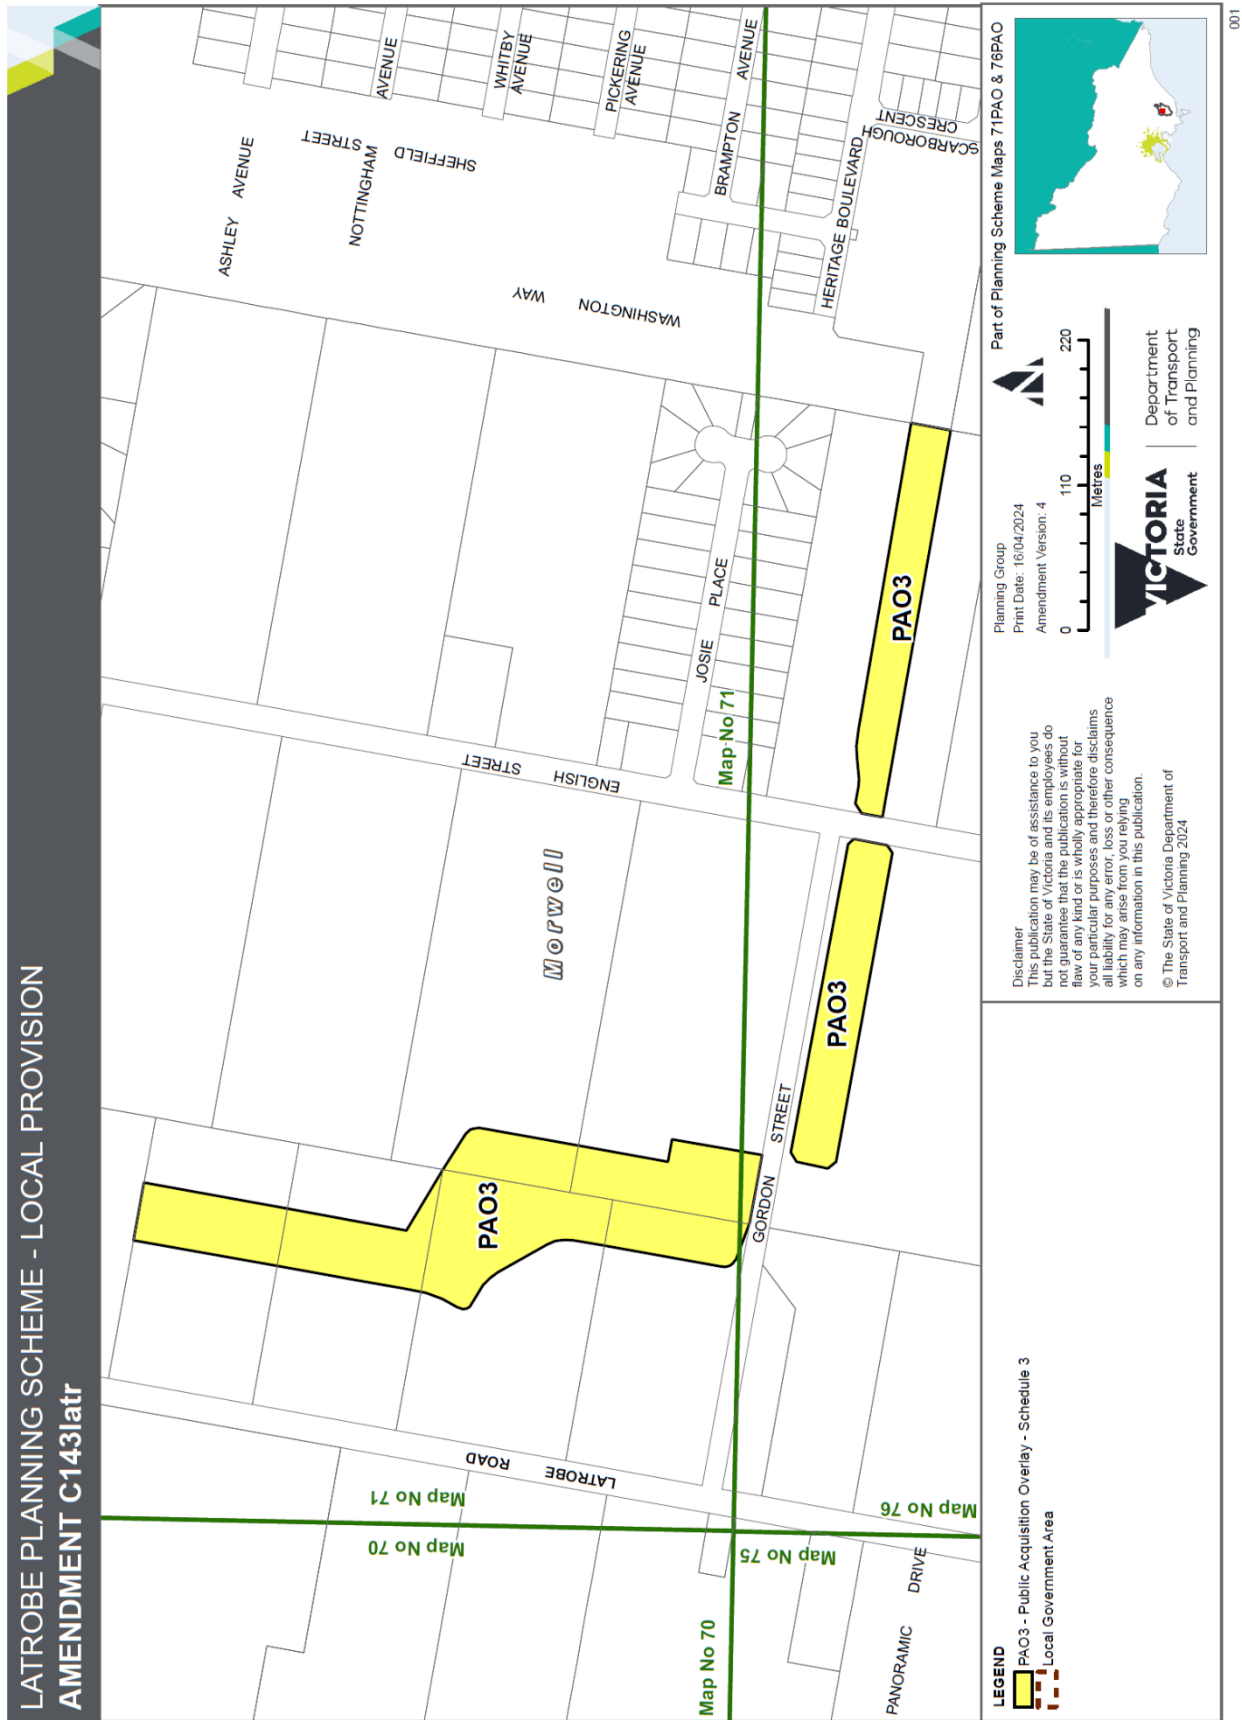 LATROBE PLANNING SCHEME - LOCAL PROVISION
AMENDMENT C143latr
ASHLEY AVENUE
NOTTINGHAM AVENUE
SHEFFIELD STREET
WHITBY
AVENUE
PICKERING
AVENUE
BRAMPTON AVENUE
HERITAGE BOULEVARD
SCARBOROUGH
CRESCENT
WASHINGTON WAY
JOSIE PLACE
ENGLISH STREET
Morwell
GORDON STREET
LATROBE ROAD
PANORAMIC DRIVE
PAO3
PAO3
PAO3
Map No 71
Map No 71
Map No 70
Map No 70
Map No 75
Map No 76
LEGEND
PAO3 - Public Acquisition Overlay - Schedule 3
Local Government Area
Disclaimer
This publication may be of assistance to you
but the State of Victoria and its employees do
not guarantee that the publication is without
flaw of any kind or is wholly appropriate for
your particular purposes and therefore disclaims
all liability for any error, loss or other consequence
which may arise from you relying
on any information in this publication.
© The State of Victoria Department of
Transport and Planning 2024
Planning Group
Print Date: 16/04/2024
Amendment Version: 4
0 110 220
Metres
VICTORIA
State
Government
Department
of Transport
and Planning
Part of Planning Scheme Maps 71PAO & 76PAO
001